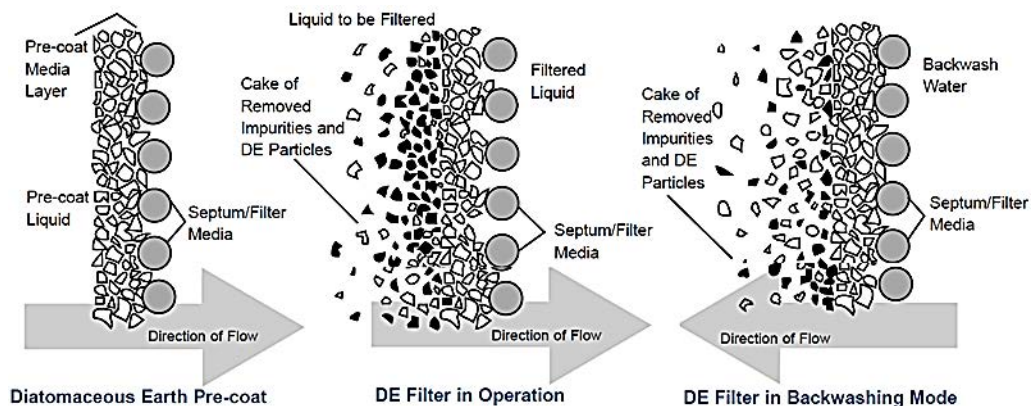 Pre-coat
Media
Layer
Pre-coat
Liquid
Septum/Filter
Media
Direction of Flow
Diatomaceous Earth Pre-coat
Liquid to be Filtered
Cake of
Removed
Impurities and
DE Particles
Filtered
Liquid
Septum/Filter
Media
Direction of Flow
DE Filter in Operation
Cake of
Removed
Impurities
and DE
Particles
Backwash
Water
Septum/Filter
Media
Direction of Flow
DE Filter in Backwashing Mode